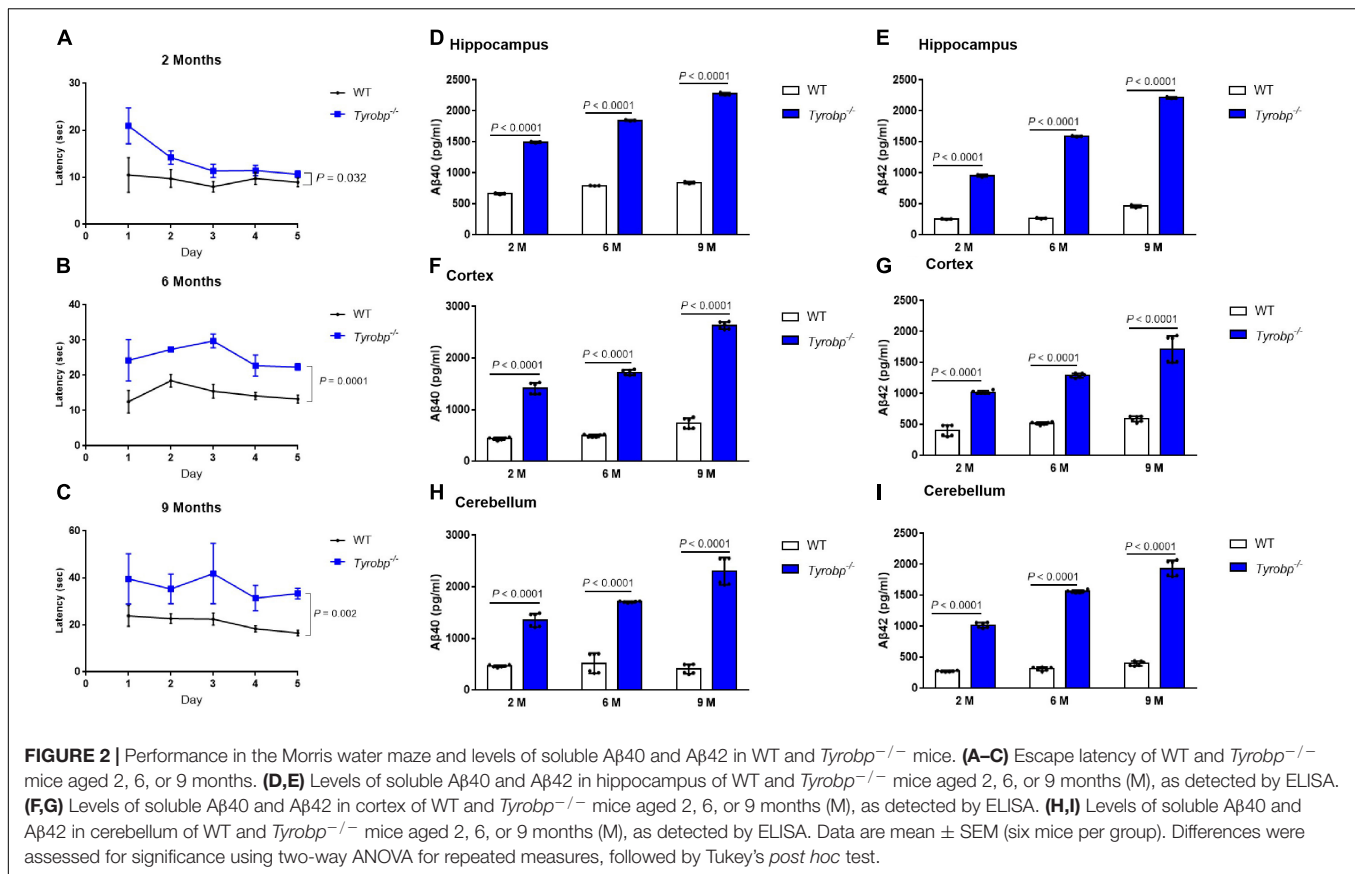 A
2 Months
30
20
10
0
Latency (sec)
0 1 2 3 4 5
Day
WT
Tyrobp-/-
P = 0.032
B
6 Months
40
30
20
10
0
Latency (sec)
0 1 2 3 4 5
Day
WT
Tyrobp-/-
P = 0.0001
C
9 Months
60
40
20
0
Latency (sec)
0 1 2 3 4 5
Day
WT
Tyrobp-/-
P = 0.002
D Hippocampus
2500
2000
1500
1000
500
0
Aβ40 (pg/ml)
P < 0.0001
P < 0.0001
P < 0.0001
2 M 6 M 9 M
WT
Tyrobp-/-
E Hippocampus
2500
2000
1500
1000
500
0
Aβ42 (pg/ml)
P < 0.0001
P < 0.0001
P < 0.0001
2 M 6 M 9 M
WT
Tyrobp-/-
F Cortex
3000
2000
1000
0
Aβ40 (pg/ml)
P < 0.0001
P < 0.0001
P < 0.0001
2 M 6 M 9 M
WT
Tyrobp-/-
G Cortex
2500
2000
1500
1000
500
0
Aβ42 (pg/ml)
P < 0.0001
P < 0.0001
P < 0.0001
2 M 6 M 9 M
WT
Tyrobp-/-
H Cerebellum
3000
2000
1000
0
Aβ40 (pg/ml)
P < 0.0001
P < 0.0001
P < 0.0001
2 M 6 M 9 M
WT
Tyrobp-/-
I Cerebellum
2500
2000
1500
1000
500
0
Aβ42 (pg/ml)
P < 0.0001
P < 0.0001
P < 0.0001
2 M 6 M 9 M
WT
Tyrobp-/-
FIGURE 2 | Performance in the Morris water maze and levels of soluble Aβ40 and Aβ42 in WT and Tyrobp−/− mice. (A–C) Escape latency of WT and Tyrobp−/−
mice aged 2, 6, or 9 months. (D,E) Levels of soluble Aβ40 and Aβ42 in hippocampus of WT and Tyrobp−/− mice aged 2, 6, or 9 months (M), as detected by ELISA.
(F,G) Levels of soluble Aβ40 and Aβ42 in cortex of WT and Tyrobp−/− mice aged 2, 6, or 9 months (M), as detected by ELISA. (H,I) Levels of soluble Aβ40 and
Aβ42 in cerebellum of WT and Tyrobp−/− mice aged 2, 6, or 9 months (M), as detected by ELISA. Data are mean ± SEM (six mice per group). Differences were
assessed for significance using two-way ANOVA for repeated measures, followed by Tukey's post hoc test.